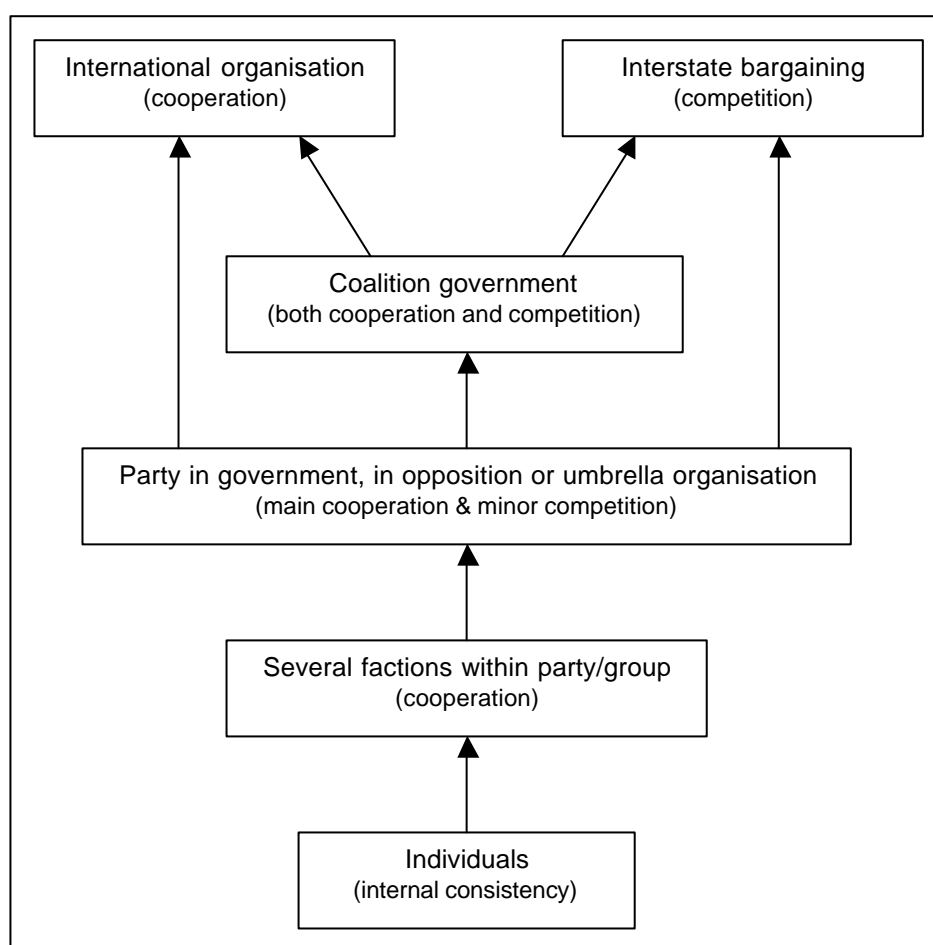 International organisation
(cooperation)
Interstate bargaining
(competition)
Coalition government
(both cooperation and competition)
Party in government, in opposition or umbrella organisation
(main cooperation & minor competition)
Several factions within party/group
(cooperation)
Individuals
(internal consistency)